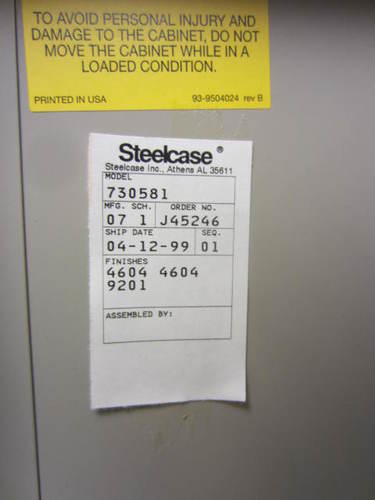 TO AVOID PERSONAL INJURY AND
DAMAGE TO THE CABINET, DO NOT
MOVE THE CABINET WHILE IN A
LOADED CONDITION.
PRINTED IN USA 93-9504024 rev B
Steelcase®
Steelcase Inc., Athens AL 35611
MODEL
730581
MFG. SCH. ORDER NO.
07 1 J45246
SHIP DATE SEQ.
04-12-99 01
FINISHES
4604 4604
9201
ASSEMBLED BY: